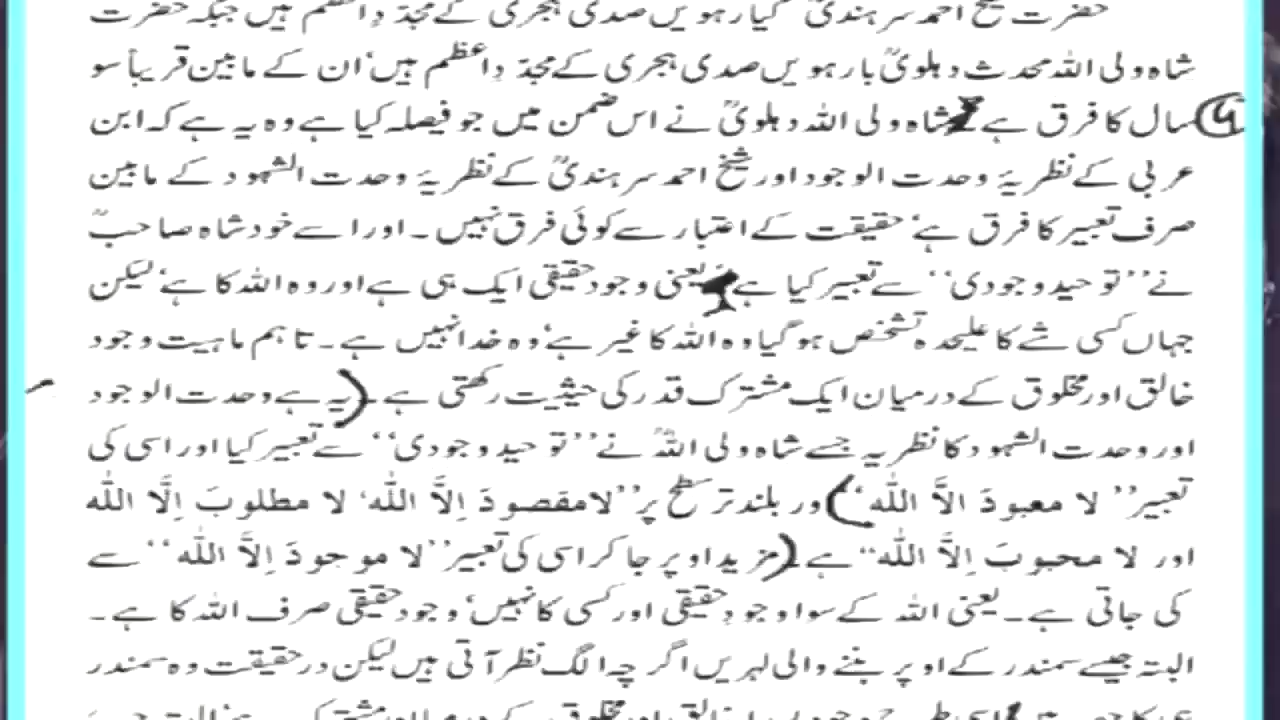 حضرت شیخ احمد سرہندیؒ گیارہویں صدی ہجری کے مجدّدِ اعظم ہیں جبکہ حضرت
شاہ ولی اللہ محدث دہلویؒ بارہویں صدی ہجری کے مجدّدِ اعظم ہیں‘ ان کے مابین قریباً سو
سال کا فرق ہے شاہ ولی اللہ دہلویؒ نے اس ضمن میں جو فیصلہ کیا ہے وہ یہ ہے کہ ابن
عربی کے نظریۂ وحدت الوجود اور شیخ احمد سرہندیؒ کے نظریۂ وحدت الشہود کے مابین
صرف تعبیر کا فرق ہے‘ حقیقت کے اعتبار سے کوئی فرق نہیں۔ اور اسے خود شاہ صاحبؒ
نے ’’توحید وجودی‘‘ سے تعبیر کیا ہے یعنی وجود حقیقی ایک ہی ہے اور وہ اللہ کا ہے‘ لیکن
جہاں کسی شے کا علیحدہ تشخص ہو گیا وہ اللہ کا غیر ہے‘ وہ خدا نہیں ہے۔ تاہم ماہیت وجود
خالق اور مخلوق کے درمیان ایک مشترک قدر کی حیثیت رکھتی ہے۔ (یہ ہے وحدت الوجود
اور وحدت الشہود کا نظریہ جسے شاہ ولی اللہؒ نے ’’توحید وجودی‘‘ سے تعبیر کیا اور اسی کی
تعبیر ’’لا معبودَ الاَّ اللّٰہ‘‘) اور بلند تر سطح پر ’’لا مقصودَ اِلاَّ اللّٰہ‘ لا مطلوبَ اِلَّا اللّٰہ
اور لا محبوبَ اِلاَّ اللّٰہ‘‘ ہے۔ (مزید اوپر جا کر اسی کی تعبیر ’’لا موجودَ اِلاَّ اللّٰہ‘‘ سے
کی جاتی ہے۔ یعنی اللہ کے سوا وجودِ حقیقی اور کسی کا نہیں‘ وجود حقیقی صرف اللہ کا ہے۔
البتہ جیسے سمندر کے اوپر بننے والی لہریں اگرچہ الگ نظر آتی ہیں لیکن درحقیقت وہ سمندر